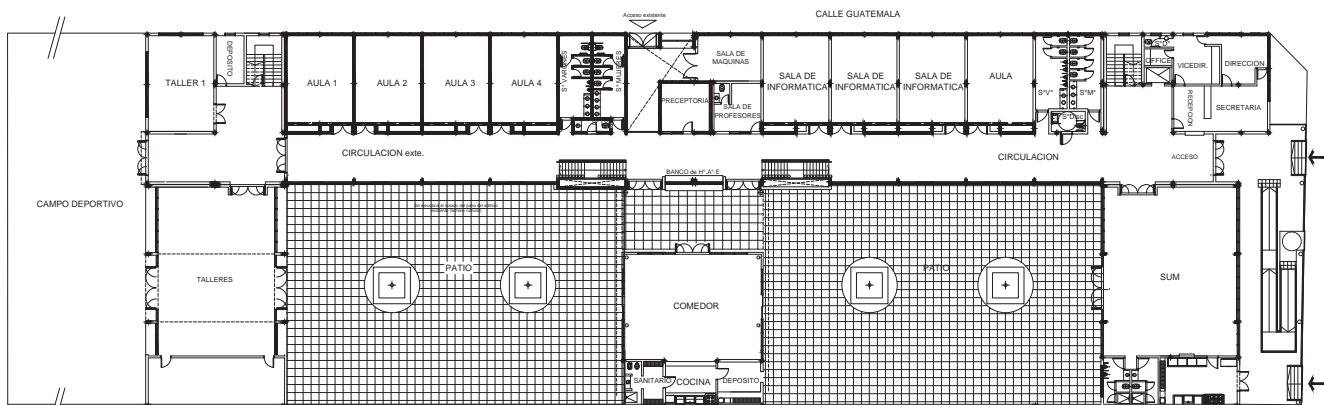 CALLE GUATEMALA
Acceso existente
TALLER 1
DEPOSITO
AULA 1
AULA 2
AULA 3
AULA 4
S°VARONES
S°MUJERES
SALA DE
MAQUINAS
PRECEPTORIA
SALA DE
PROFESORES
SALA DE
INFORMATICA
SALA DE
INFORMATICA
SALA DE
INFORMATICA
AULA
S°V°
S°M°
S°Disc
S°D°
OFFICE
VICEDIR.
DIRECCION
RECEPCION
SECRETARIA
CIRCULACION exte.
CIRCULACION
ACCESO
BANCO de H°.A°.E
CAMPO DEPORTIVO
TALLERES
PATIO
COMEDOR
PATIO
SUM
SANITARIO
COCINA
DEPOSITO